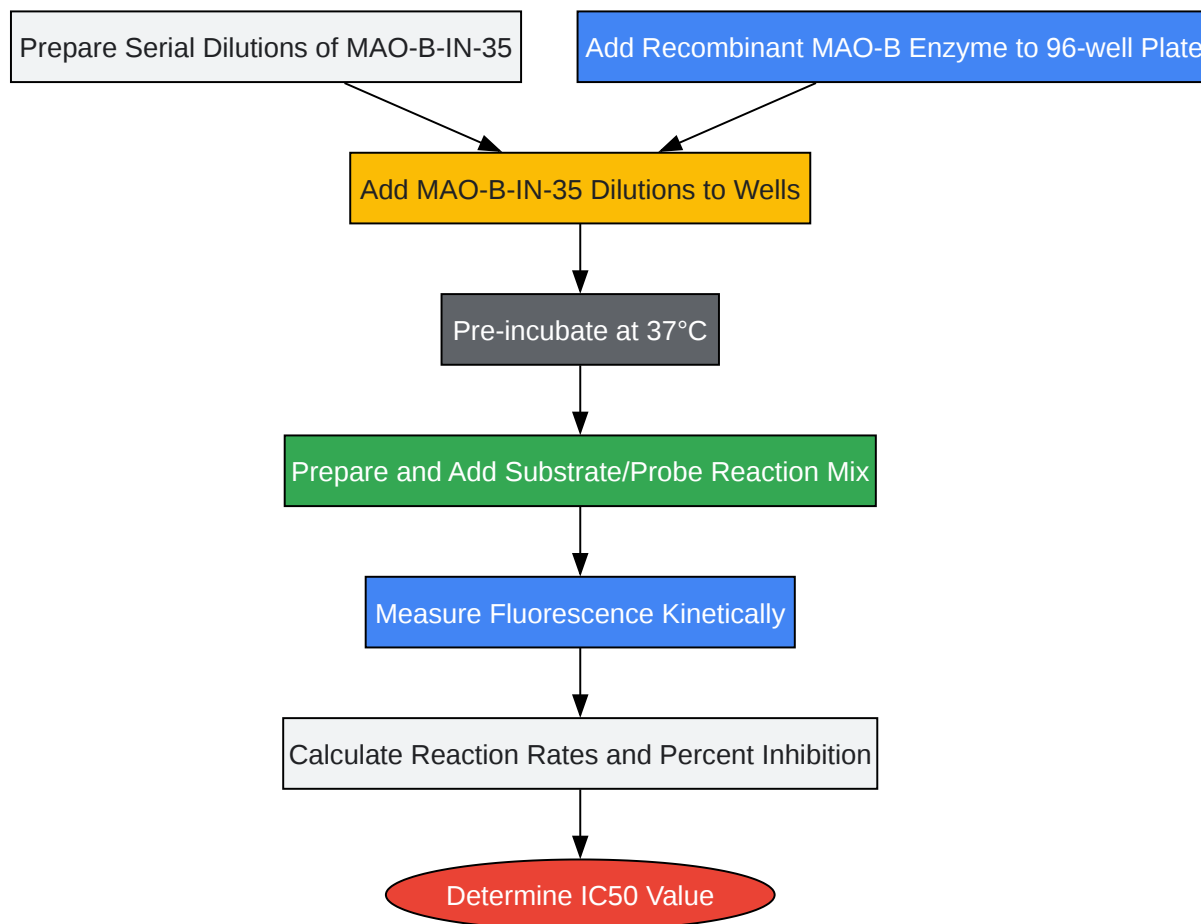 Prepare Serial Dilutions of MAO-B-IN-35
Add Recombinant MAO-B Enzyme to 96-well Plate
Add MAO-B-IN-35 Dilutions to Wells
Pre-incubate at 37°C
Prepare and Add Substrate/Probe Reaction Mix
Measure Fluorescence Kinetically
Calculate Reaction Rates and Percent Inhibition
Determine IC50 Value